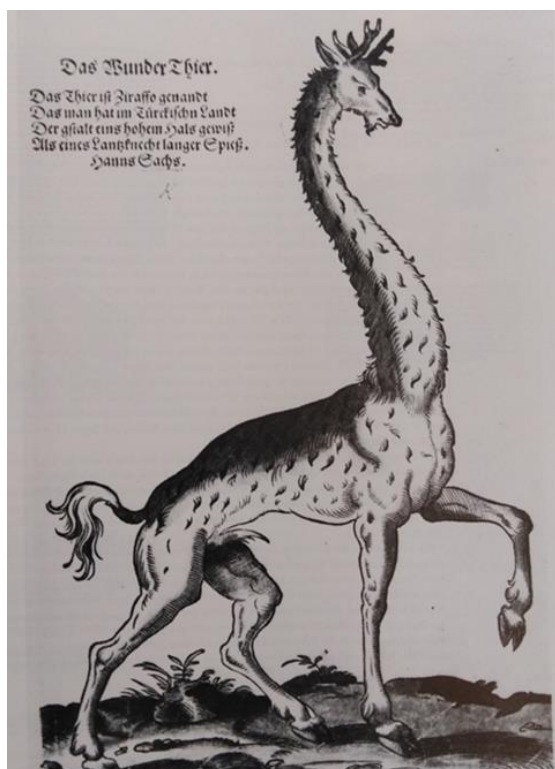 Das Wunder Thier.
Das Thier ist Ziraffo genandt
Das man hat im Türckischn Landt
Der gstalt eins hohem Hals gewiß
Als eines Lantzknecht langer Spieß.
Hanns Sachs.